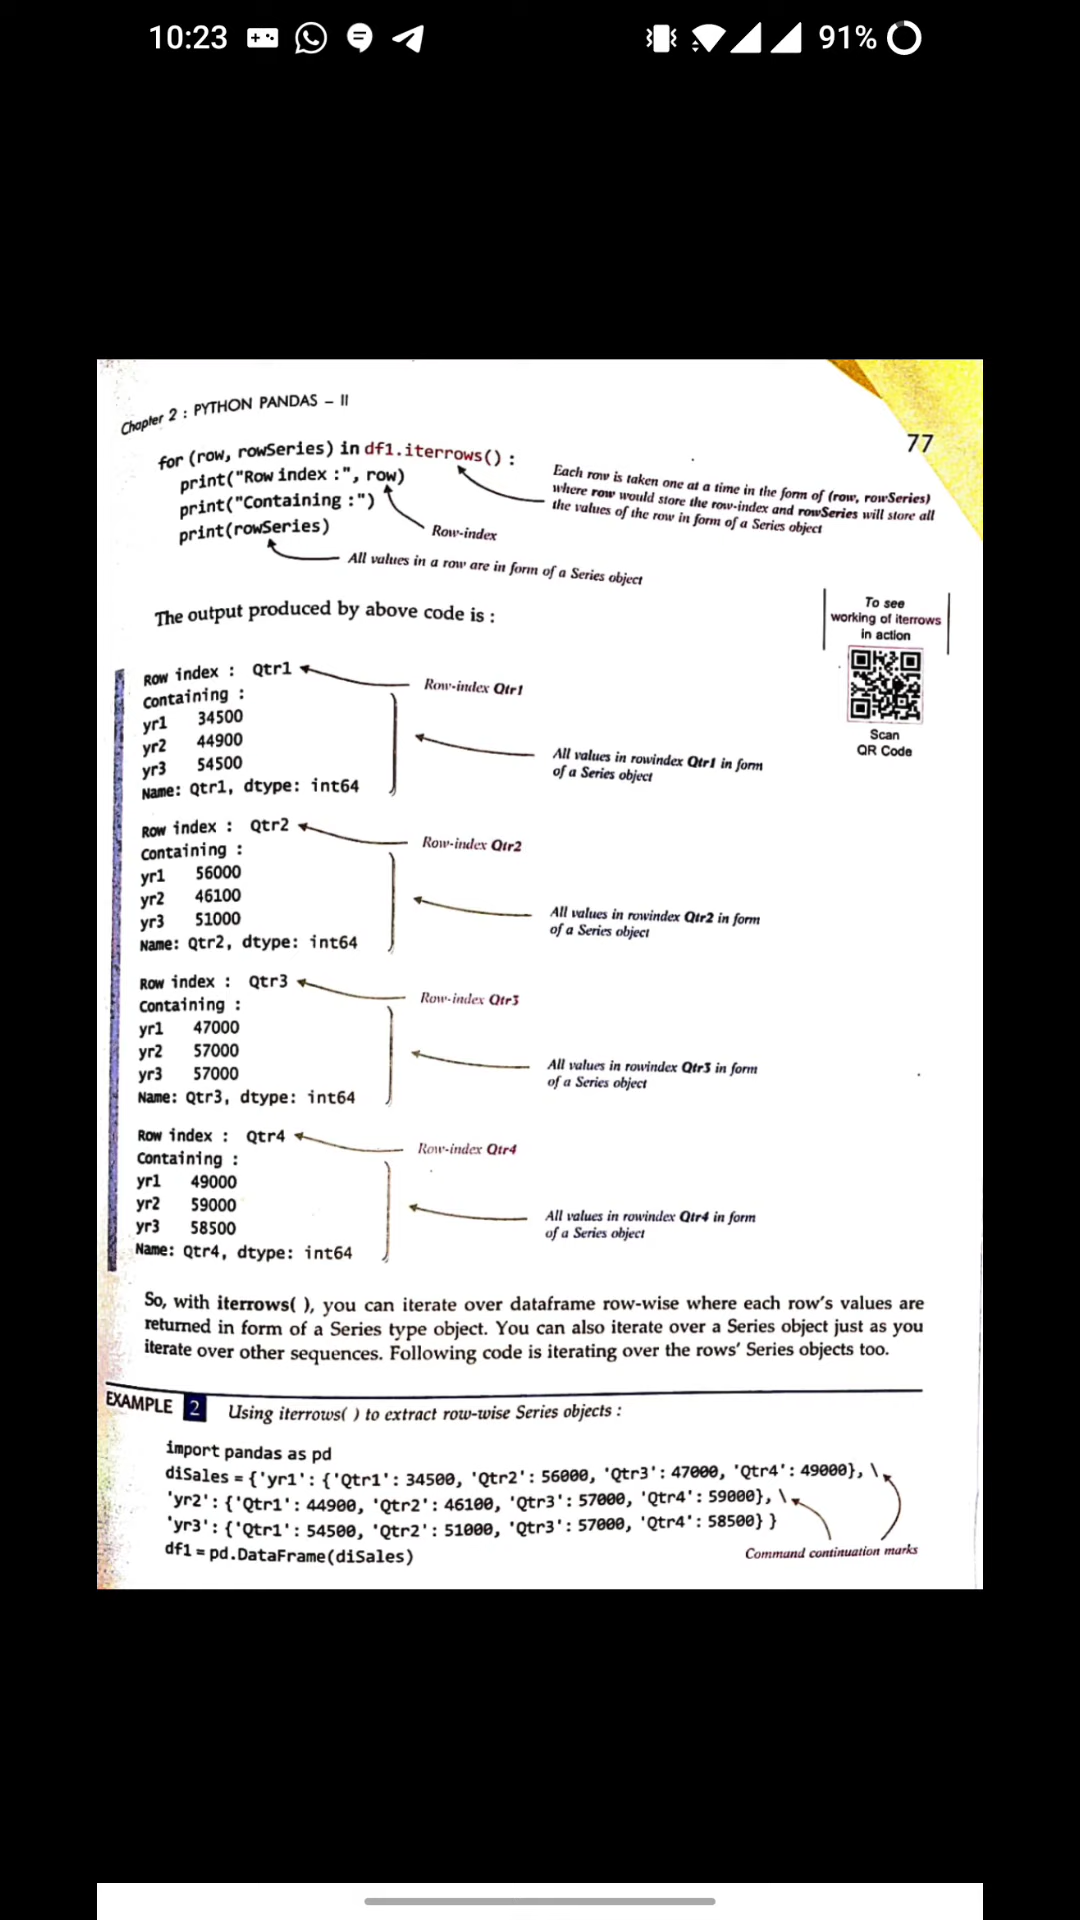 10:23
91%
Chapter 2 : PYTHON PANDAS – II
77
for (row, rowSeries) in df1.iterrows() :
print("Row index :", row)
print("Containing :")
print(rowSeries)
Each row is taken one at a time in the form of (row, rowSeries)
where row would store the row-index and rowSeries will store all
the values of the row in form of a Series object
Row-index
All values in a row are in form of a Series object
The output produced by above code is :
To see
working of iterrows
in action
Scan
QR Code
Row index : Qtr1
Containing :
yr1 34500
yr2 44900
yr3 54500
Name: Qtr1, dtype: int64
Row-index Qtr1
All values in rowindex Qtr1 in form
of a Series object
Row index : Qtr2
Containing :
yr1 56000
yr2 46100
yr3 51000
Name: Qtr2, dtype: int64
Row-index Qtr2
All values in rowindex Qtr2 in form
of a Series object
Row index : Qtr3
Containing :
yr1 47000
yr2 57000
yr3 57000
Name: Qtr3, dtype: int64
Row-index Qtr3
All values in rowindex Qtr3 in form
of a Series object
Row index : Qtr4
Containing :
yr1 49000
yr2 59000
yr3 58500
Name: Qtr4, dtype: int64
Row-index Qtr4
All values in rowindex Qtr4 in form
of a Series object
So, with iterrows( ), you can iterate over dataframe row-wise where each row's values are
returned in form of a Series type object. You can also iterate over a Series object just as you
iterate over other sequences. Following code is iterating over the rows' Series objects too.
EXAMPLE 2 Using iterrows( ) to extract row-wise Series objects :
import pandas as pd
diSales = {'yr1': {'Qtr1': 34500, 'Qtr2': 56000, 'Qtr3': 47000, 'Qtr4': 49000}, \
'yr2': {'Qtr1': 44900, 'Qtr2': 46100, 'Qtr3': 57000, 'Qtr4': 59000}, \
'yr3': {'Qtr1': 54500, 'Qtr2': 51000, 'Qtr3': 57000, 'Qtr4': 58500} }
df1 = pd.DataFrame(diSales)
Command continuation marks